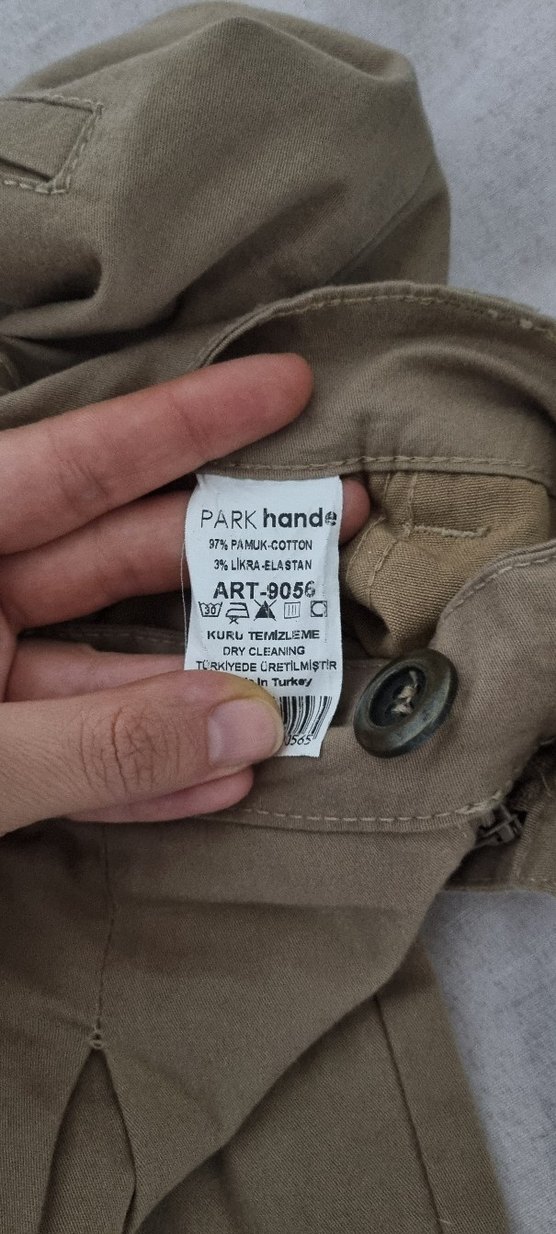 PARK hande
97% PAMUK-COTTON
3% LİKRA-ELASTAN
ART-9056
KURU TEMİZLEME
DRY CLEANING
TÜRKİYEDE ÜRETİLMİŞTİR
In Turkey